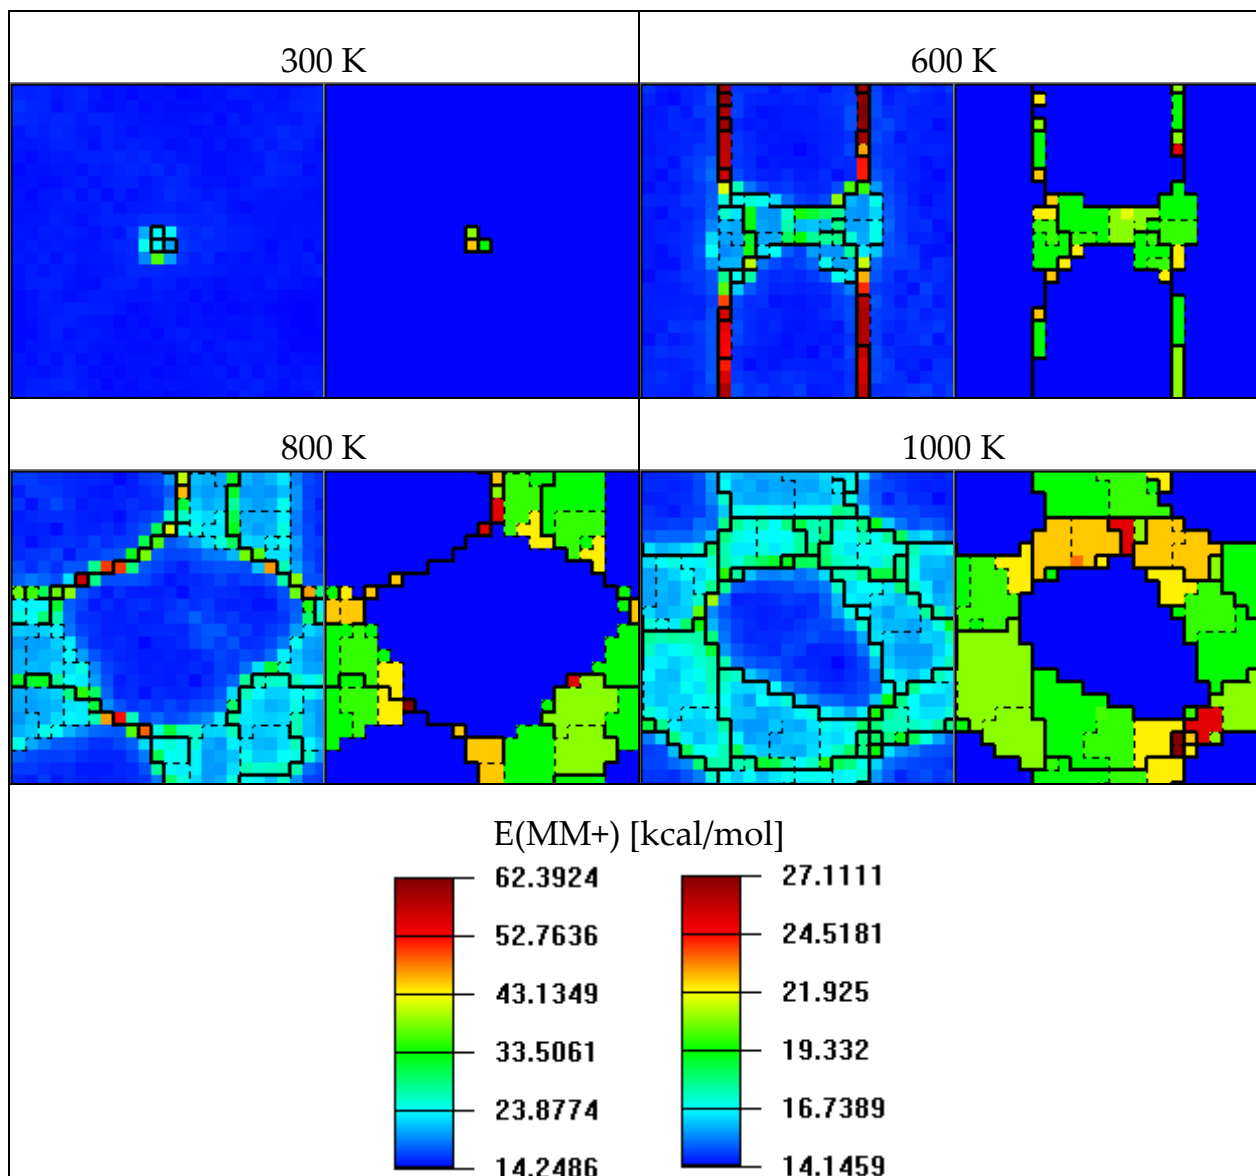 300 K
600 K
800 K
1000 K
E(MM+) [kcal/mol]
62.3924
27.1111
52.7636
24.5181
43.1349
21.925
33.5061
19.332
23.8774
16.7389
14.2486
14.1459